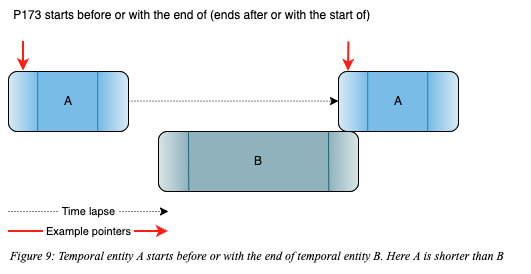 P173 starts before or with the end of (ends after or with the start of)
A
A
B
Time lapse
Example pointers
Figure 9: Temporal entity A starts before or with the end of temporal entity B. Here A is shorter than B